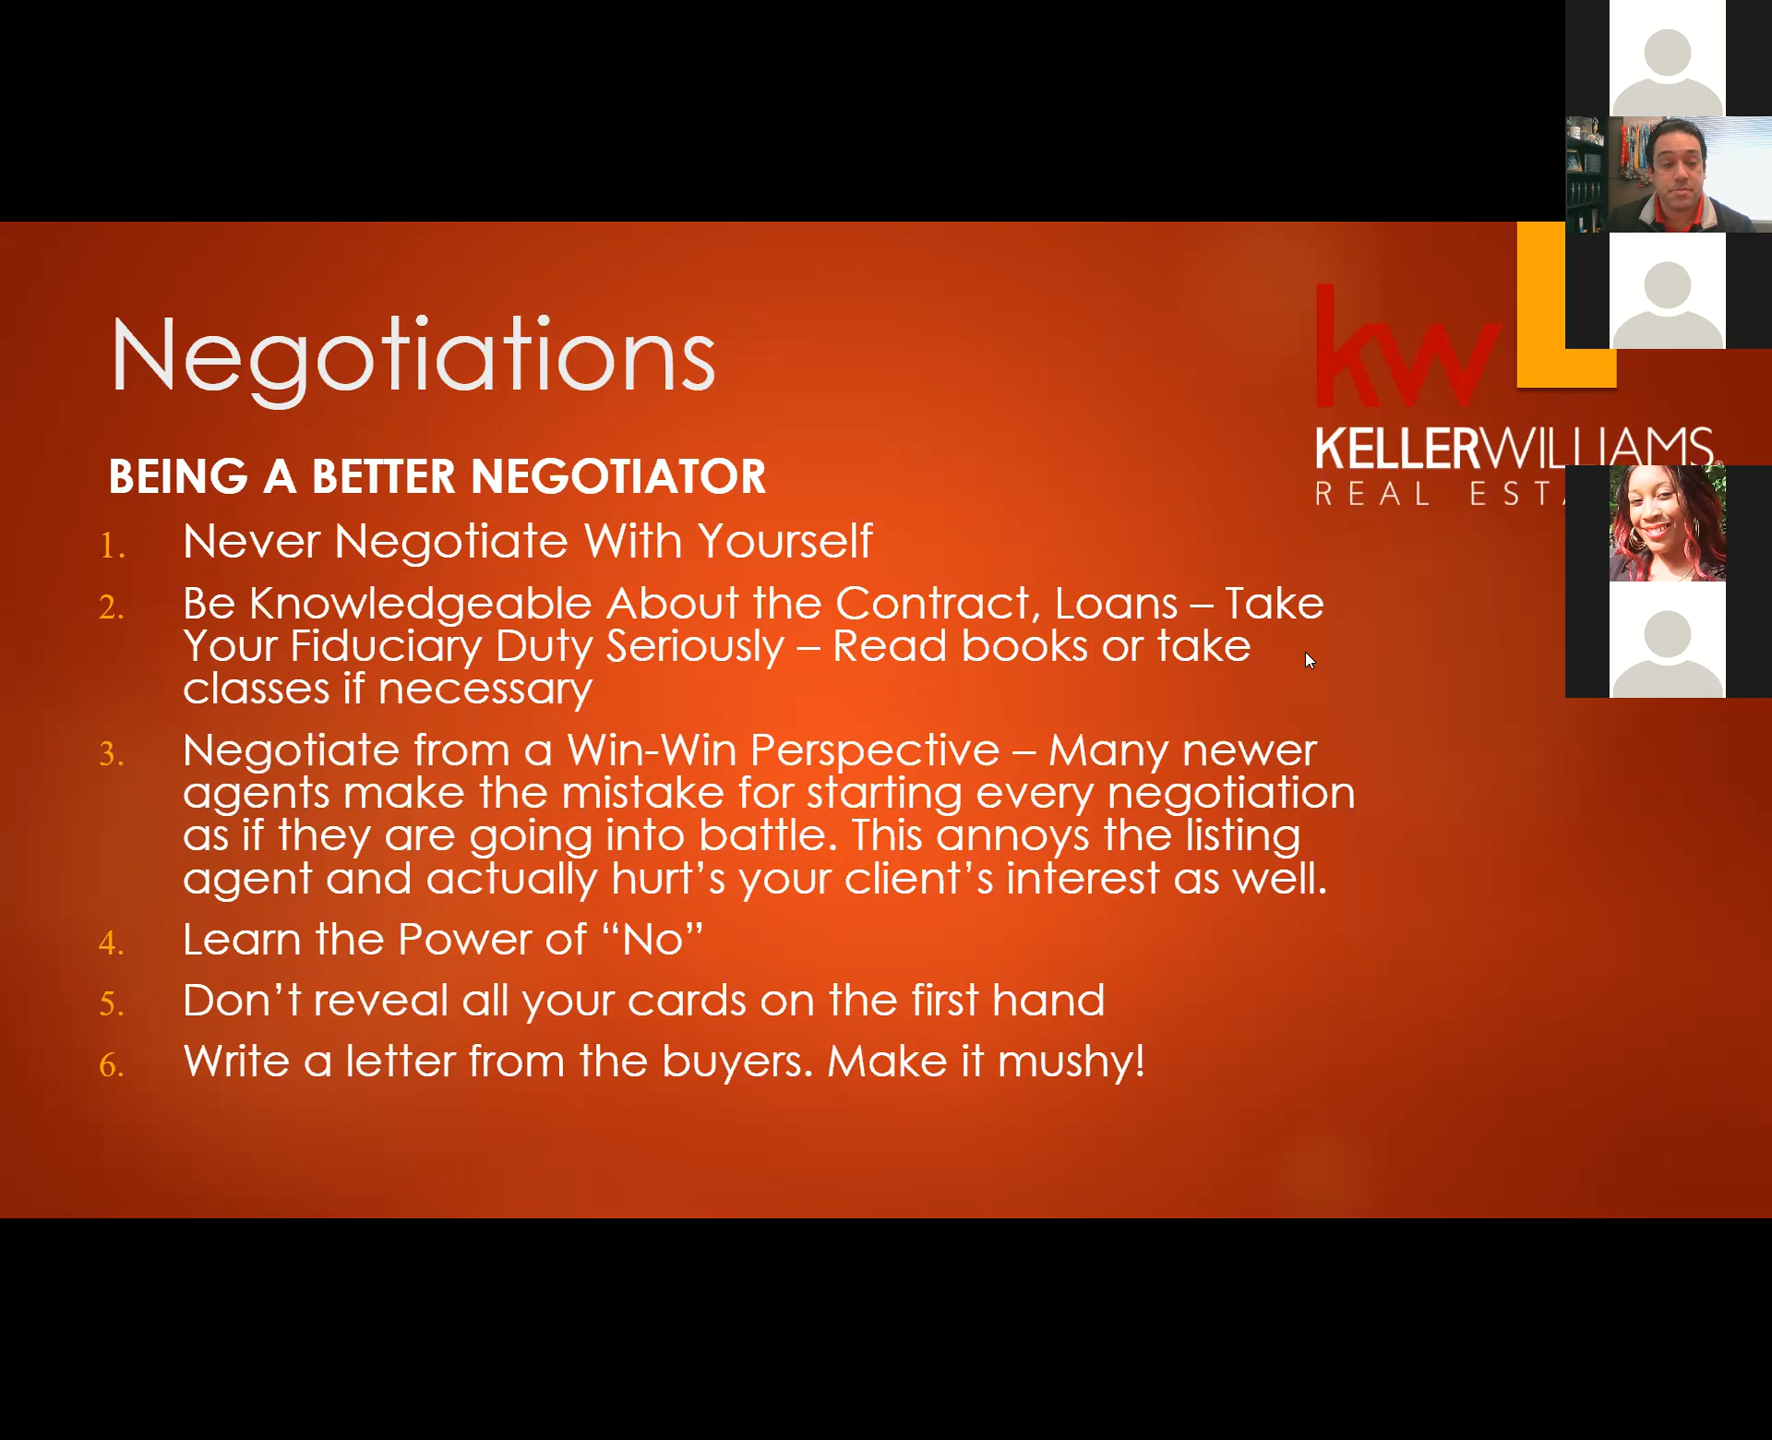 Negotiations
kw
KELLERWILLIAMS
REAL
BEING A BETTER NEGOTIATOR
1. Never Negotiate With Yourself
2. Be Knowledgeable About the Contract, Loans – Take
Your Fiduciary Duty Seriously – Read books or take
classes if necessary
3. Negotiate from a Win-Win Perspective – Many newer
agents make the mistake for starting every negotiation
as if they are going into battle. This annoys the listing
agent and actually hurt’s your client’s interest as well.
4. Learn the Power of “No”
5. Don’t reveal all your cards on the first hand
6. Write a letter from the buyers. Make it mushy!